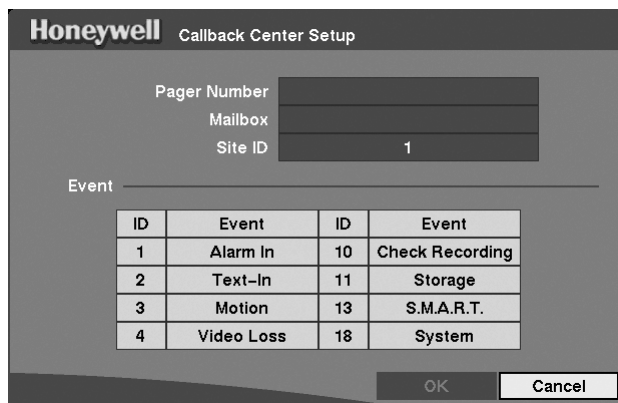 Honeywell Callback Center Setup
Pager Number
Mailbox
Site ID 1
Event
ID Event ID Event
1 Alarm In 10 Check Recording
2 Text-In 11 Storage
3 Motion 13 S.M.A.R.T.
4 Video Loss 18 System
OK Cancel